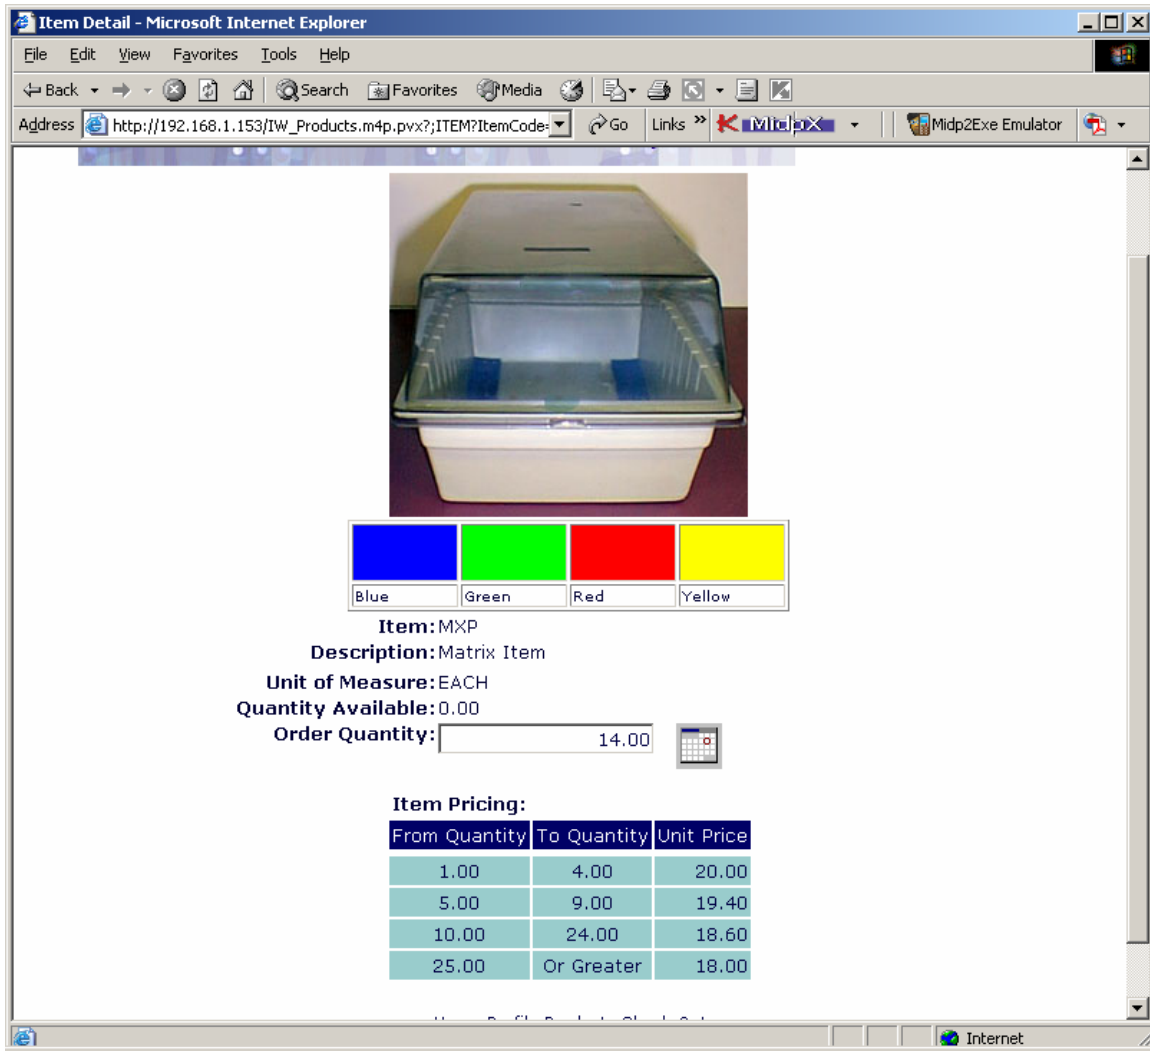 Item Detail - Microsoft Internet Explorer
File Edit View Favorites Tools Help
Back Search Favorites Media
Address http://192.168.1.153/IW_Products.m4p.pvx?;ITEM?ItemCode= Go Links » MidpX Midp2Exe Emulator
Blue Green Red Yellow
Item: MXP
Description: Matrix Item
Unit of Measure: EACH
Quantity Available: 0.00
Order Quantity: 14.00
Item Pricing:
From Quantity To Quantity Unit Price
1.00 4.00 20.00
5.00 9.00 19.40
10.00 24.00 18.60
25.00 Or Greater 18.00
Internet